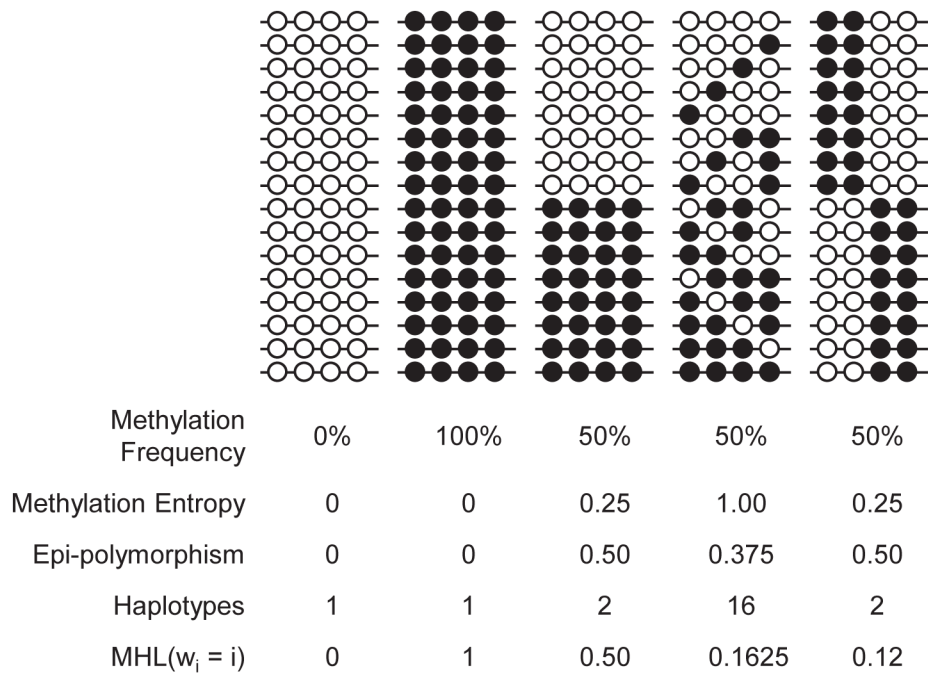 Methylation Frequency 0% 100% 50% 50% 50%
Methylation Entropy 0 0 0.25 1.00 0.25
Epi-polymorphism 0 0 0.50 0.375 0.50
Haplotypes 1 1 2 16 2
MHL(wᵢ = i) 0 1 0.50 0.1625 0.12